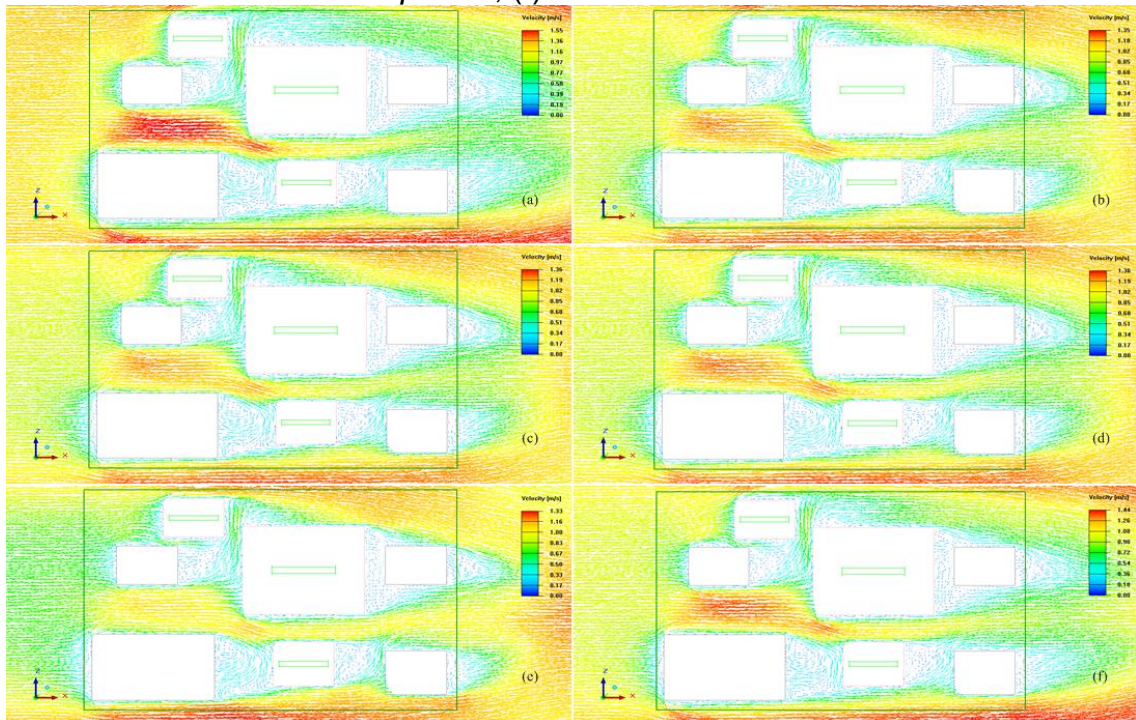 Velocity [m/s]
1.55
1.36
1.16
0.97
0.77
0.58
0.39
0.19
0.00
(a)
Z
X
Velocity [m/s]
1.35
1.18
1.02
0.85
0.68
0.51
0.34
0.17
0.00
(b)
Z
X
Velocity [m/s]
1.36
1.19
1.02
0.85
0.68
0.51
0.34
0.17
0.00
(c)
Z
X
Velocity [m/s]
1.36
1.19
1.02
0.85
0.68
0.51
0.34
0.17
0.00
(d)
Z
X
Velocity [m/s]
1.33
1.16
1.00
0.83
0.67
0.50
0.33
0.17
0.00
(e)
Z
X
Velocity [m/s]
1.44
1.26
1.08
0.90
0.72
0.54
0.36
0.18
0.00
(f)
Z
X